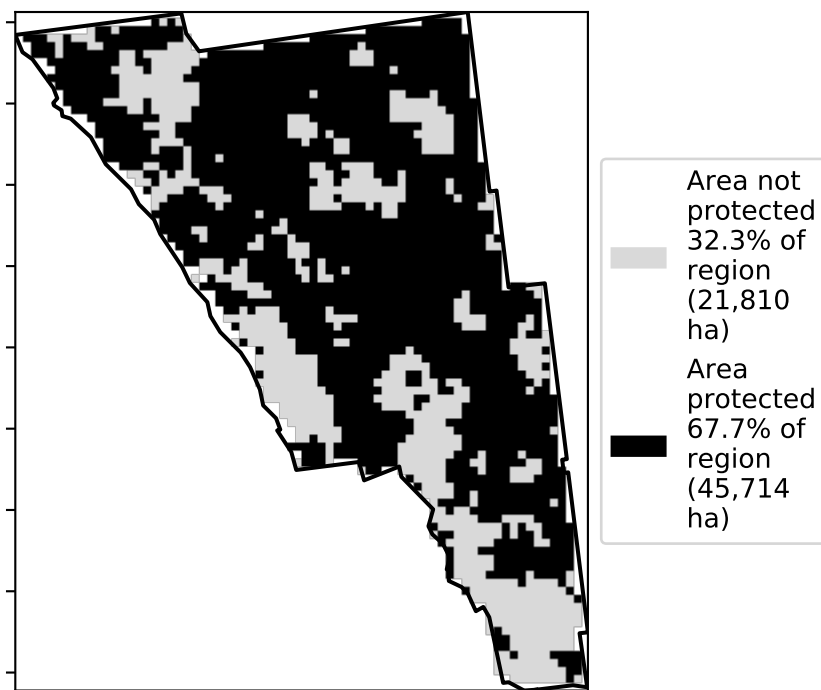 Area not
protected
32.3% of
region
(21,810
ha)
Area
protected
67.7% of
region
(45,714
ha)